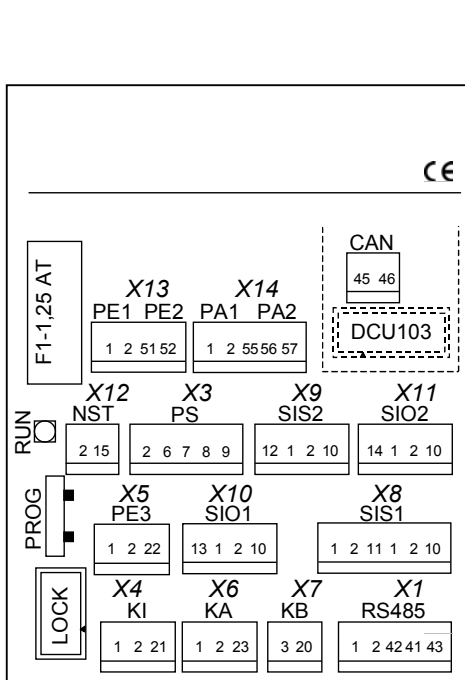 CE
CAN
45 46
DCU103
F1-1,25 AT
X13 X14
PE1 PE2 PA1 PA2
1 2 51 52 1 2 55 56 57
X12 X3 X9 X11
NST PS SIS2 SIO2
RUN
2 15 2 6 7 8 9 12 1 2 10 14 1 2 10
PROG
X5 X10 X8
PE3 SIO1 SIS1
1 2 22 13 1 2 10 1 2 11 1 2 10
LOCK
X4 X6 X7 X1
KI KA KB RS485
1 2 21 1 2 23 3 20 1 2 42 41 43